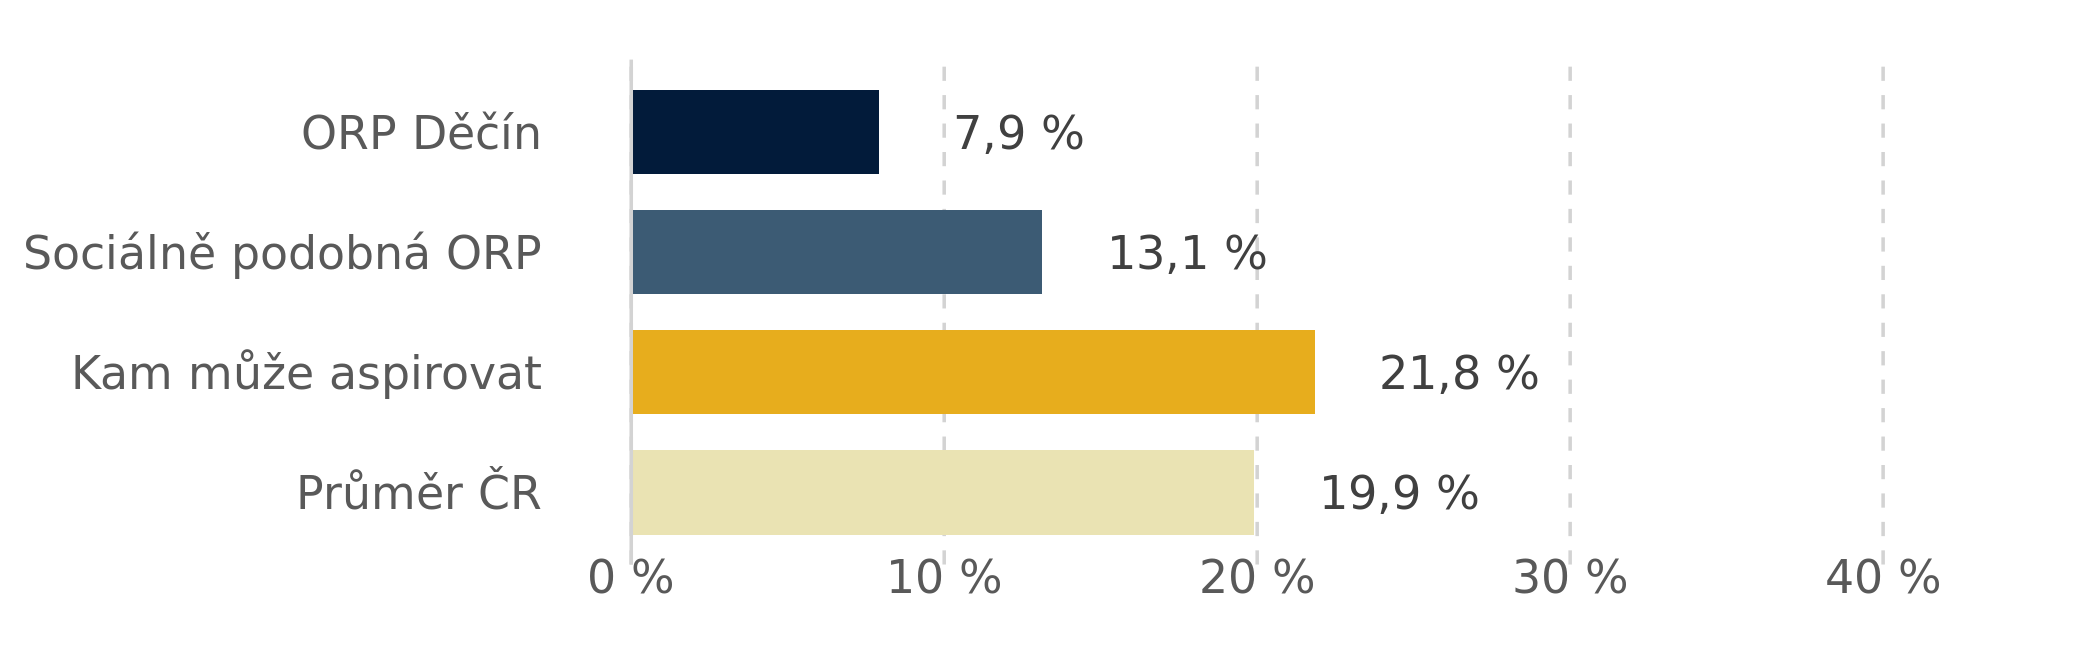 ORP Děčín 7,9 %
Sociálně podobná ORP 13,1 %
Kam může aspirovat 21,8 %
Průměr ČR 19,9 %
0 % 10 % 20 % 30 % 40 %